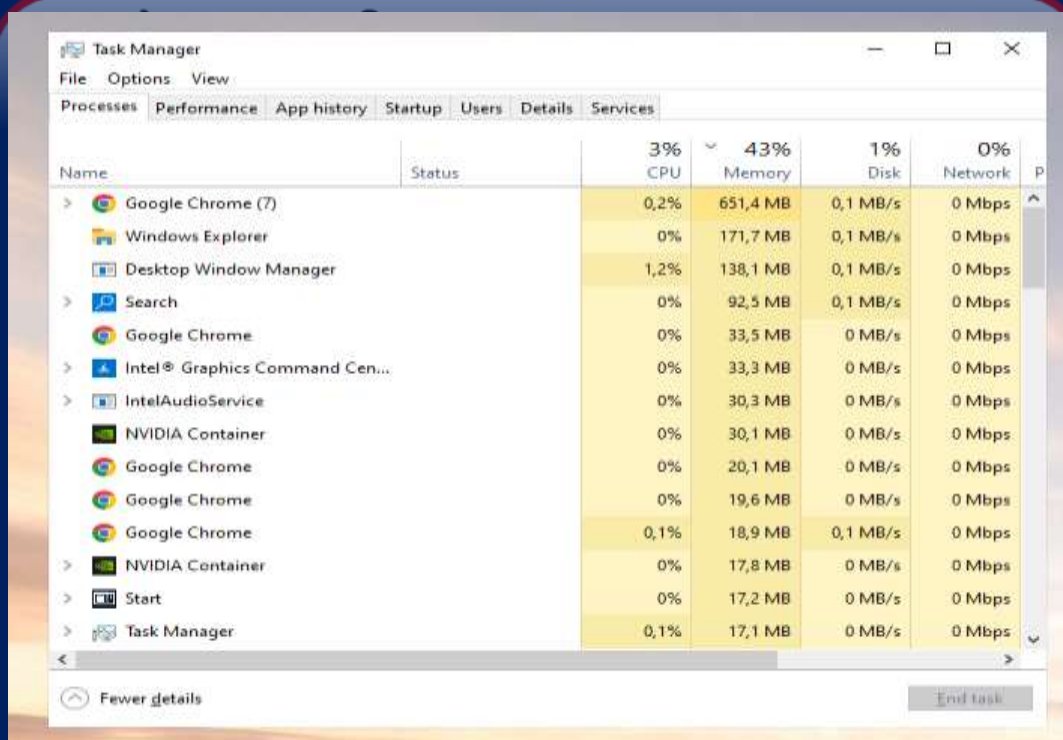 Task Manager
File Options View
Processes Performance App history Startup Users Details Services
3% 43% 1% 0%
Name Status CPU Memory Disk Network P
Google Chrome (7) 0,2% 651,4 MB 0,1 MB/s 0 Mbps
Windows Explorer 0% 171,7 MB 0,1 MB/s 0 Mbps
Desktop Window Manager 1,2% 138,1 MB 0,1 MB/s 0 Mbps
Search 0% 92,5 MB 0,1 MB/s 0 Mbps
Google Chrome 0% 33,5 MB 0 MB/s 0 Mbps
Intel® Graphics Command Cen... 0% 33,3 MB 0 MB/s 0 Mbps
IntelAudioService 0% 30,3 MB 0 MB/s 0 Mbps
NVIDIA Container 0% 30,1 MB 0 MB/s 0 Mbps
Google Chrome 0% 20,1 MB 0 MB/s 0 Mbps
Google Chrome 0% 19,6 MB 0 MB/s 0 Mbps
Google Chrome 0,1% 18,9 MB 0,1 MB/s 0 Mbps
NVIDIA Container 0% 17,8 MB 0 MB/s 0 Mbps
Start 0% 17,2 MB 0 MB/s 0 Mbps
Task Manager 0,1% 17,1 MB 0 MB/s 0 Mbps
Fewer details End task